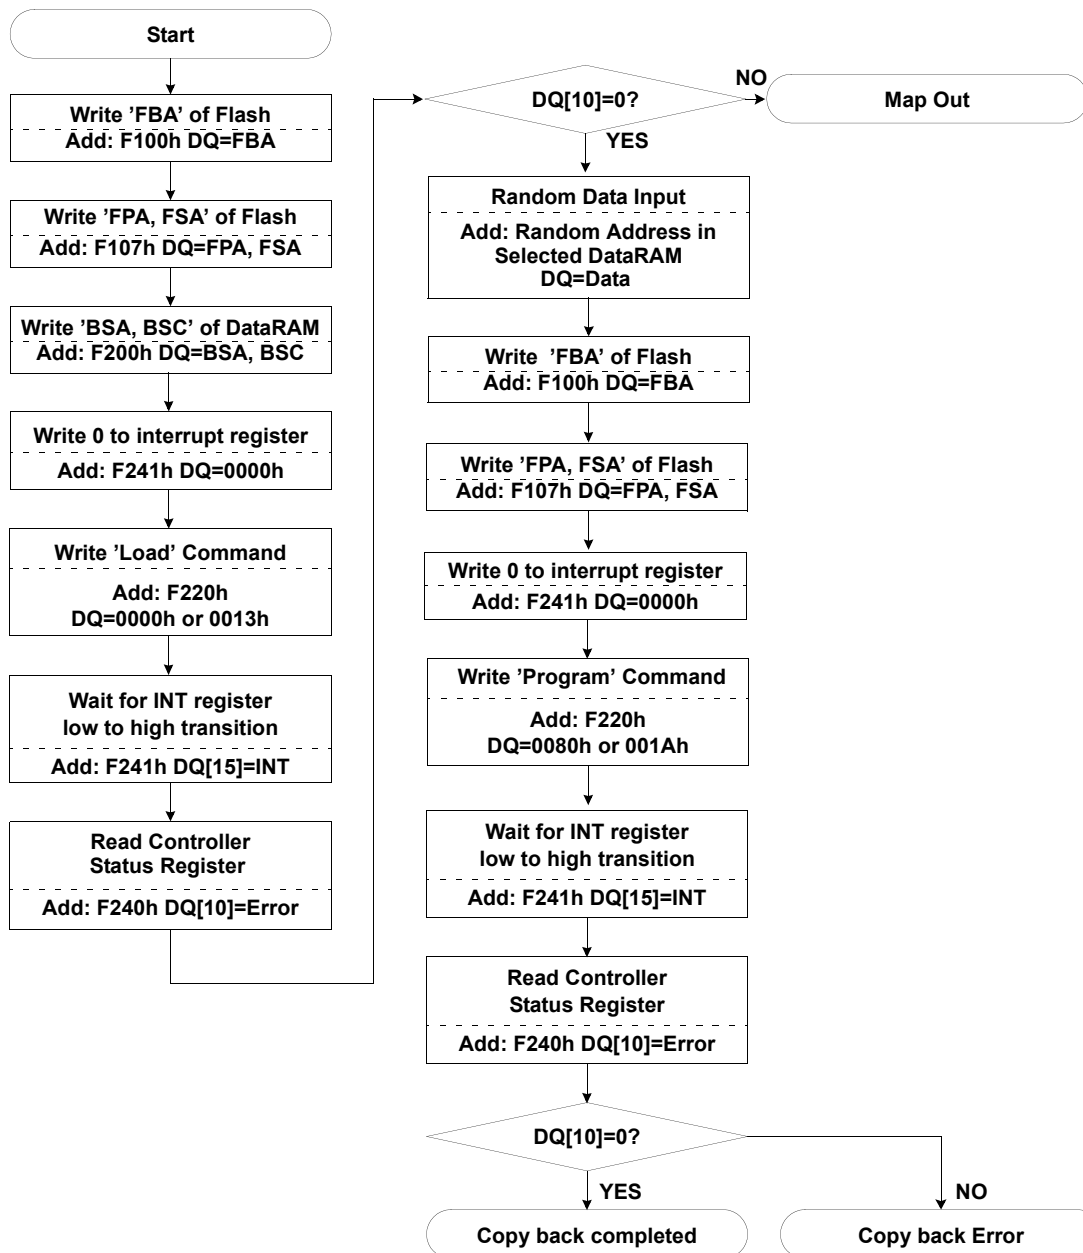 Start
Write 'FBA' of Flash
Add: F100h DQ=FBA
Write ’FPA, FSA’ of Flash
Add: F107h DQ=FPA, FSA
Write ’BSA, BSC’ of DataRAM
Add: F200h DQ=BSA, BSC
Write 0 to interrupt register
Add: F241h DQ=0000h
Write ’Load’ Command
Add: F220h
DQ=0000h or 0013h
Wait for INT register
low to high transition
Add: F241h DQ[15]=INT
Read Controller
Status Register
Add: F240h DQ[10]=Error
DQ[10]=0?
NO
Map Out
YES
Random Data Input
Add: Random Address in
Selected DataRAM
DQ=Data
Write ’FBA’ of Flash
Add: F100h DQ=FBA
Write ’FPA, FSA’ of Flash
Add: F107h DQ=FPA, FSA
Write 0 to interrupt register
Add: F241h DQ=0000h
Write ’Program’ Command
Add: F220h
DQ=0080h or 001Ah
Wait for INT register
low to high transition
Add: F241h DQ[15]=INT
Read Controller
Status Register
Add: F240h DQ[10]=Error
DQ[10]=0?
YES
NO
Copy back completed
Copy back Error